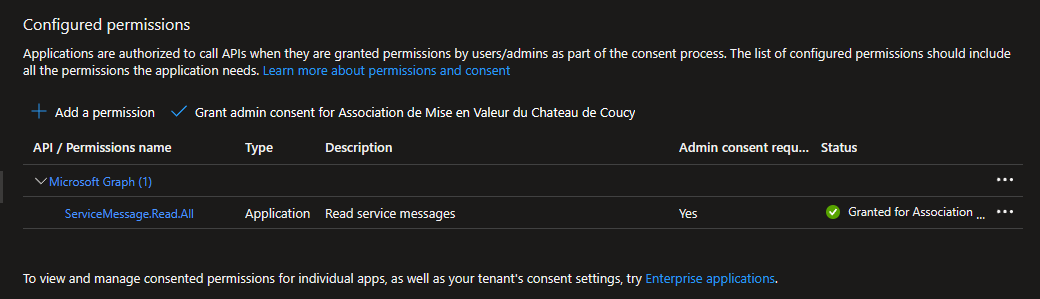 Configured permissions
Applications are authorized to call APIs when they are granted permissions by users/admins as part of the consent process. The list of configured permissions should include
all the permissions the application needs. Learn more about permissions and consent
Add a permission Grant admin consent for Association de Mise en Valeur du Chateau de Coucy
API / Permissions name Type Description Admin consent requ... Status
Microsoft Graph (1) ...
ServiceMessage.Read.All Application Read service messages Yes Granted for Association ... ...
To view and manage consented permissions for individual apps, as well as your tenant's consent settings, try Enterprise applications.